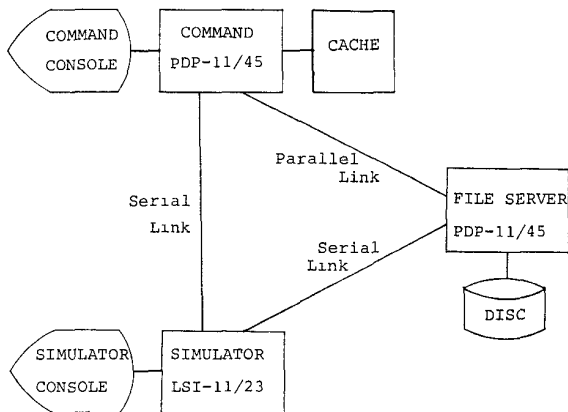 COMMAND
CONSOLE
COMMAND
PDP-11/45
CACHE
Parallel
Link
Serial
Link
FILE SERVER
PDP-11/45
Serial
Link
DISC
SIMULATOR
CONSOLE
SIMULATOR
LSI-11/23